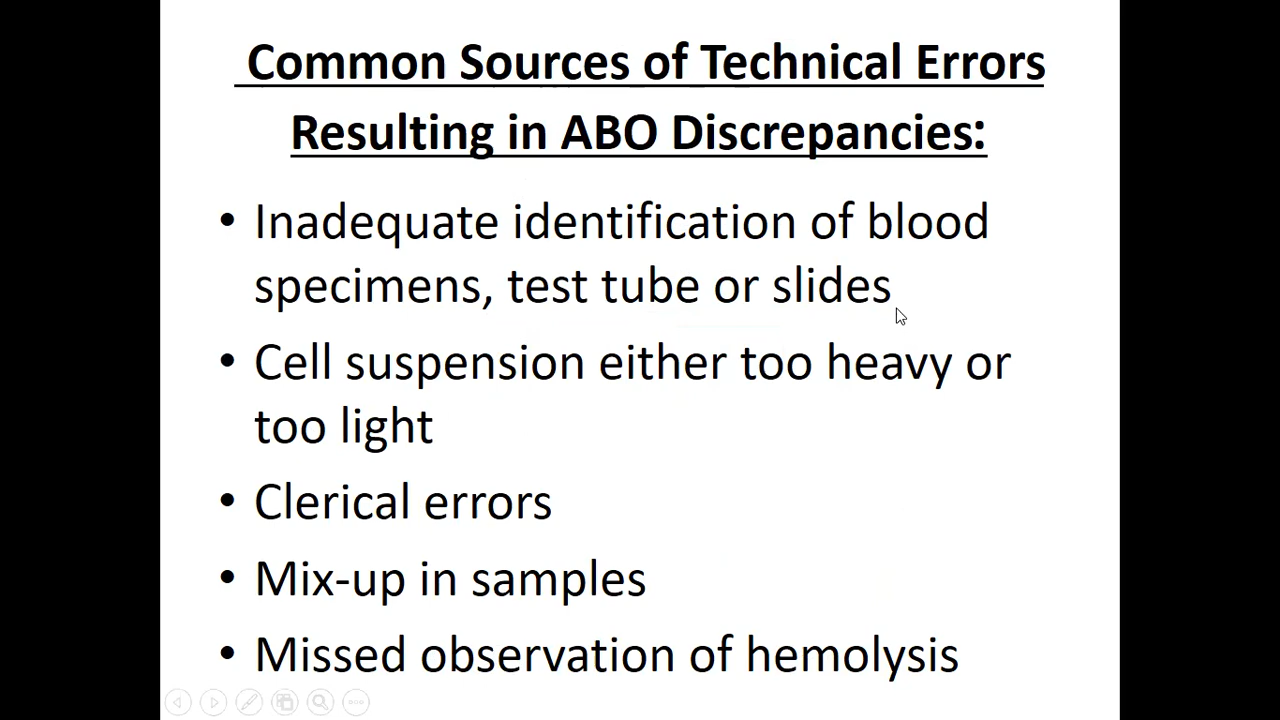 Common Sources of Technical Errors
Resulting in ABO Discrepancies:
• Inadequate identification of blood
specimens, test tube or slides
• Cell suspension either too heavy or
too light
• Clerical errors
• Mix-up in samples
• Missed observation of hemolysis